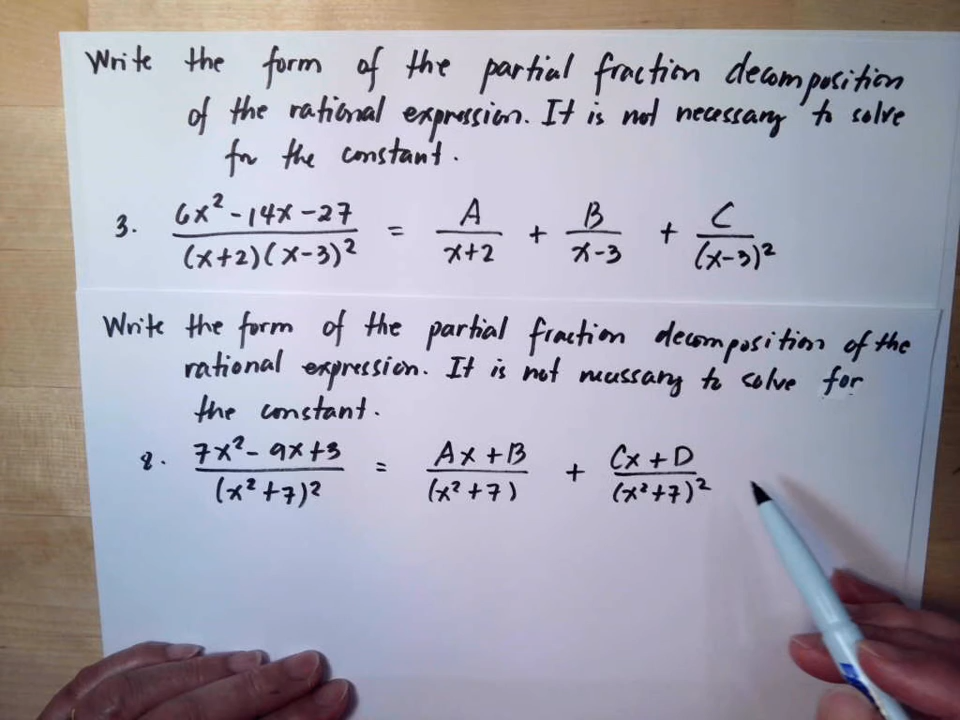 Write the form of the partial fraction decomposition
of the rational expression. It is not necessary to solve
for the constant.
3. (6x² - 14x - 27)/((x+2)(x-3)²) = A/(x+2) + B/(x-3) + C/(x-3)²
Write the form of the partial fraction decomposition of the
rational expression. It is not necessary to solve for
the constant.
8. (7x² - 9x + 3)/(x² + 7)² = (Ax + B)/(x² + 7) + (Cx + D)/(x² + 7)²